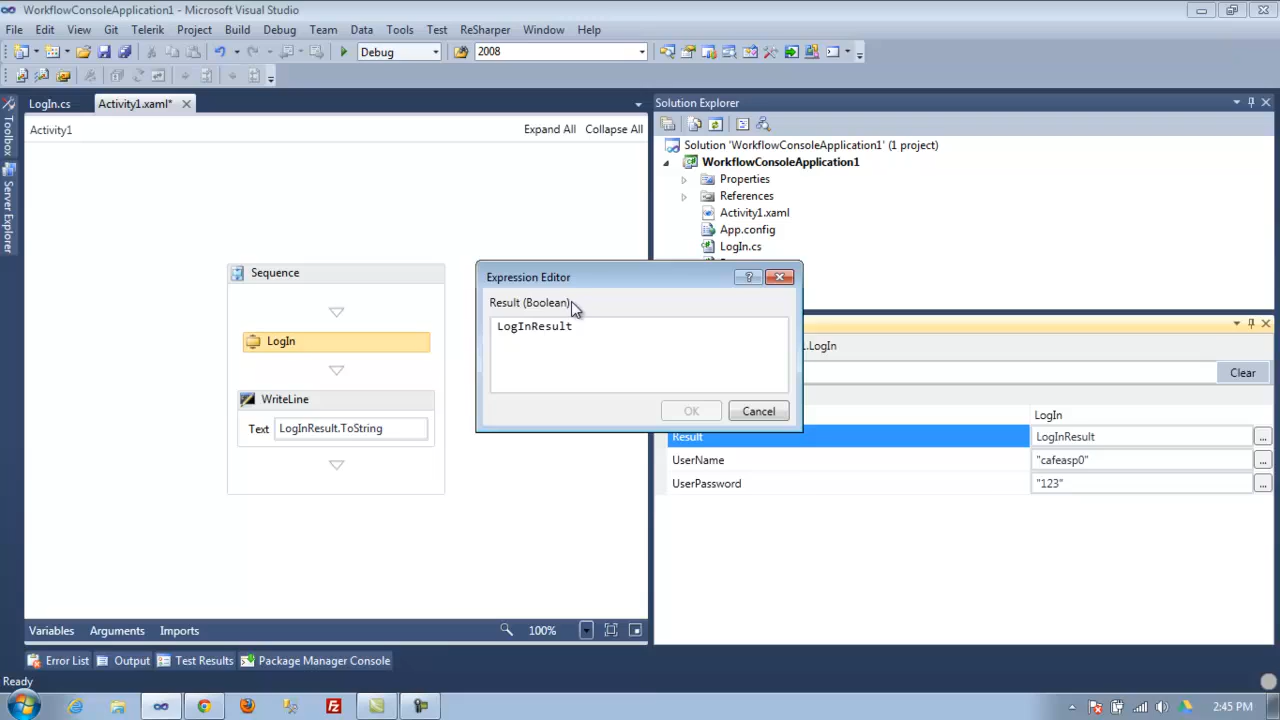 WorkflowConsoleApplication1 - Microsoft Visual Studio
File Edit View Telerik Git Project Build Debug Team Data Tools Test ReSharper Window Help
Debug 2008
LogIn.cs Activity1.xaml*
Activity1 Expand All Collapse All
Toolbox
Server Explorer
Sequence
LogIn
WriteLine
Text LogInResult.ToString
Variables Arguments Imports 100%
Solution Explorer
Solution 'WorkflowConsoleApplication1' (1 project)
WorkflowConsoleApplication1
Properties
References
Activity1.xaml
App.config
LogIn.cs
Expression Editor
Result (Boolean)
LogInResult
OK Cancel
.LogIn
Clear
LogIn
Result LogInResult ...
UserName "cafeasp0" ...
UserPassword "123" ...
Error List Output Test Results Package Manager Console
Ready
2:45 PM